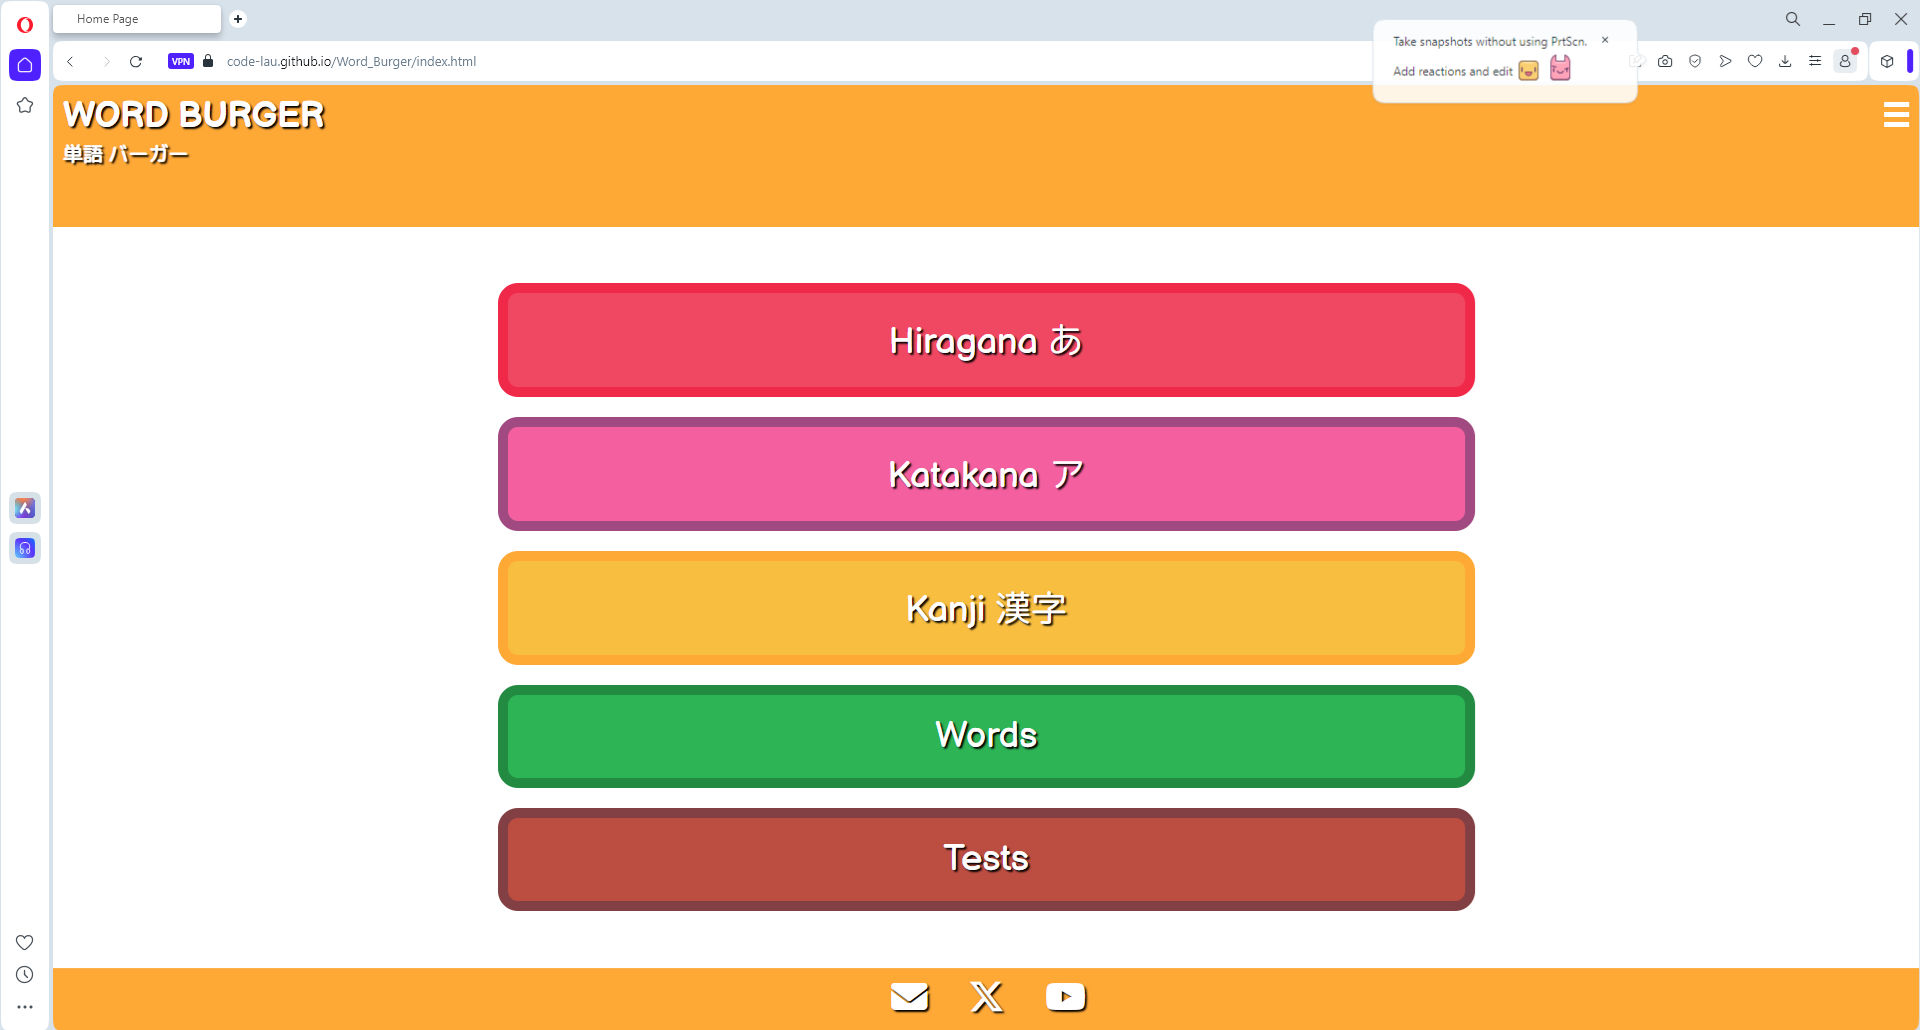 Home Page
Take snapshots without using PrtScn.
Add reactions and edit
VPN
code-lau.github.io/Word_Burger/index.html
WORD BURGER
単語 バーガー
Hiragana あ
Katakana ア
Kanji 漢字
Words
Tests